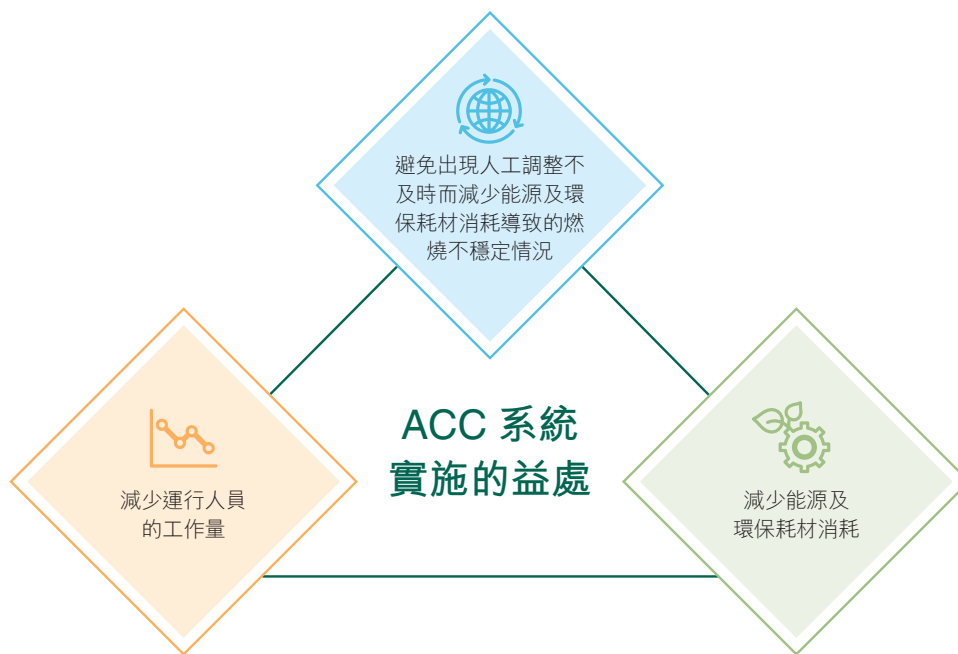 避免出現人工調整不
及時而減少能源及環
保耗材消耗導致的燃
燒不穩定情況
ACC 系統
實施的益處
減少運行人員
的工作量
減少能源及
環保耗材消耗